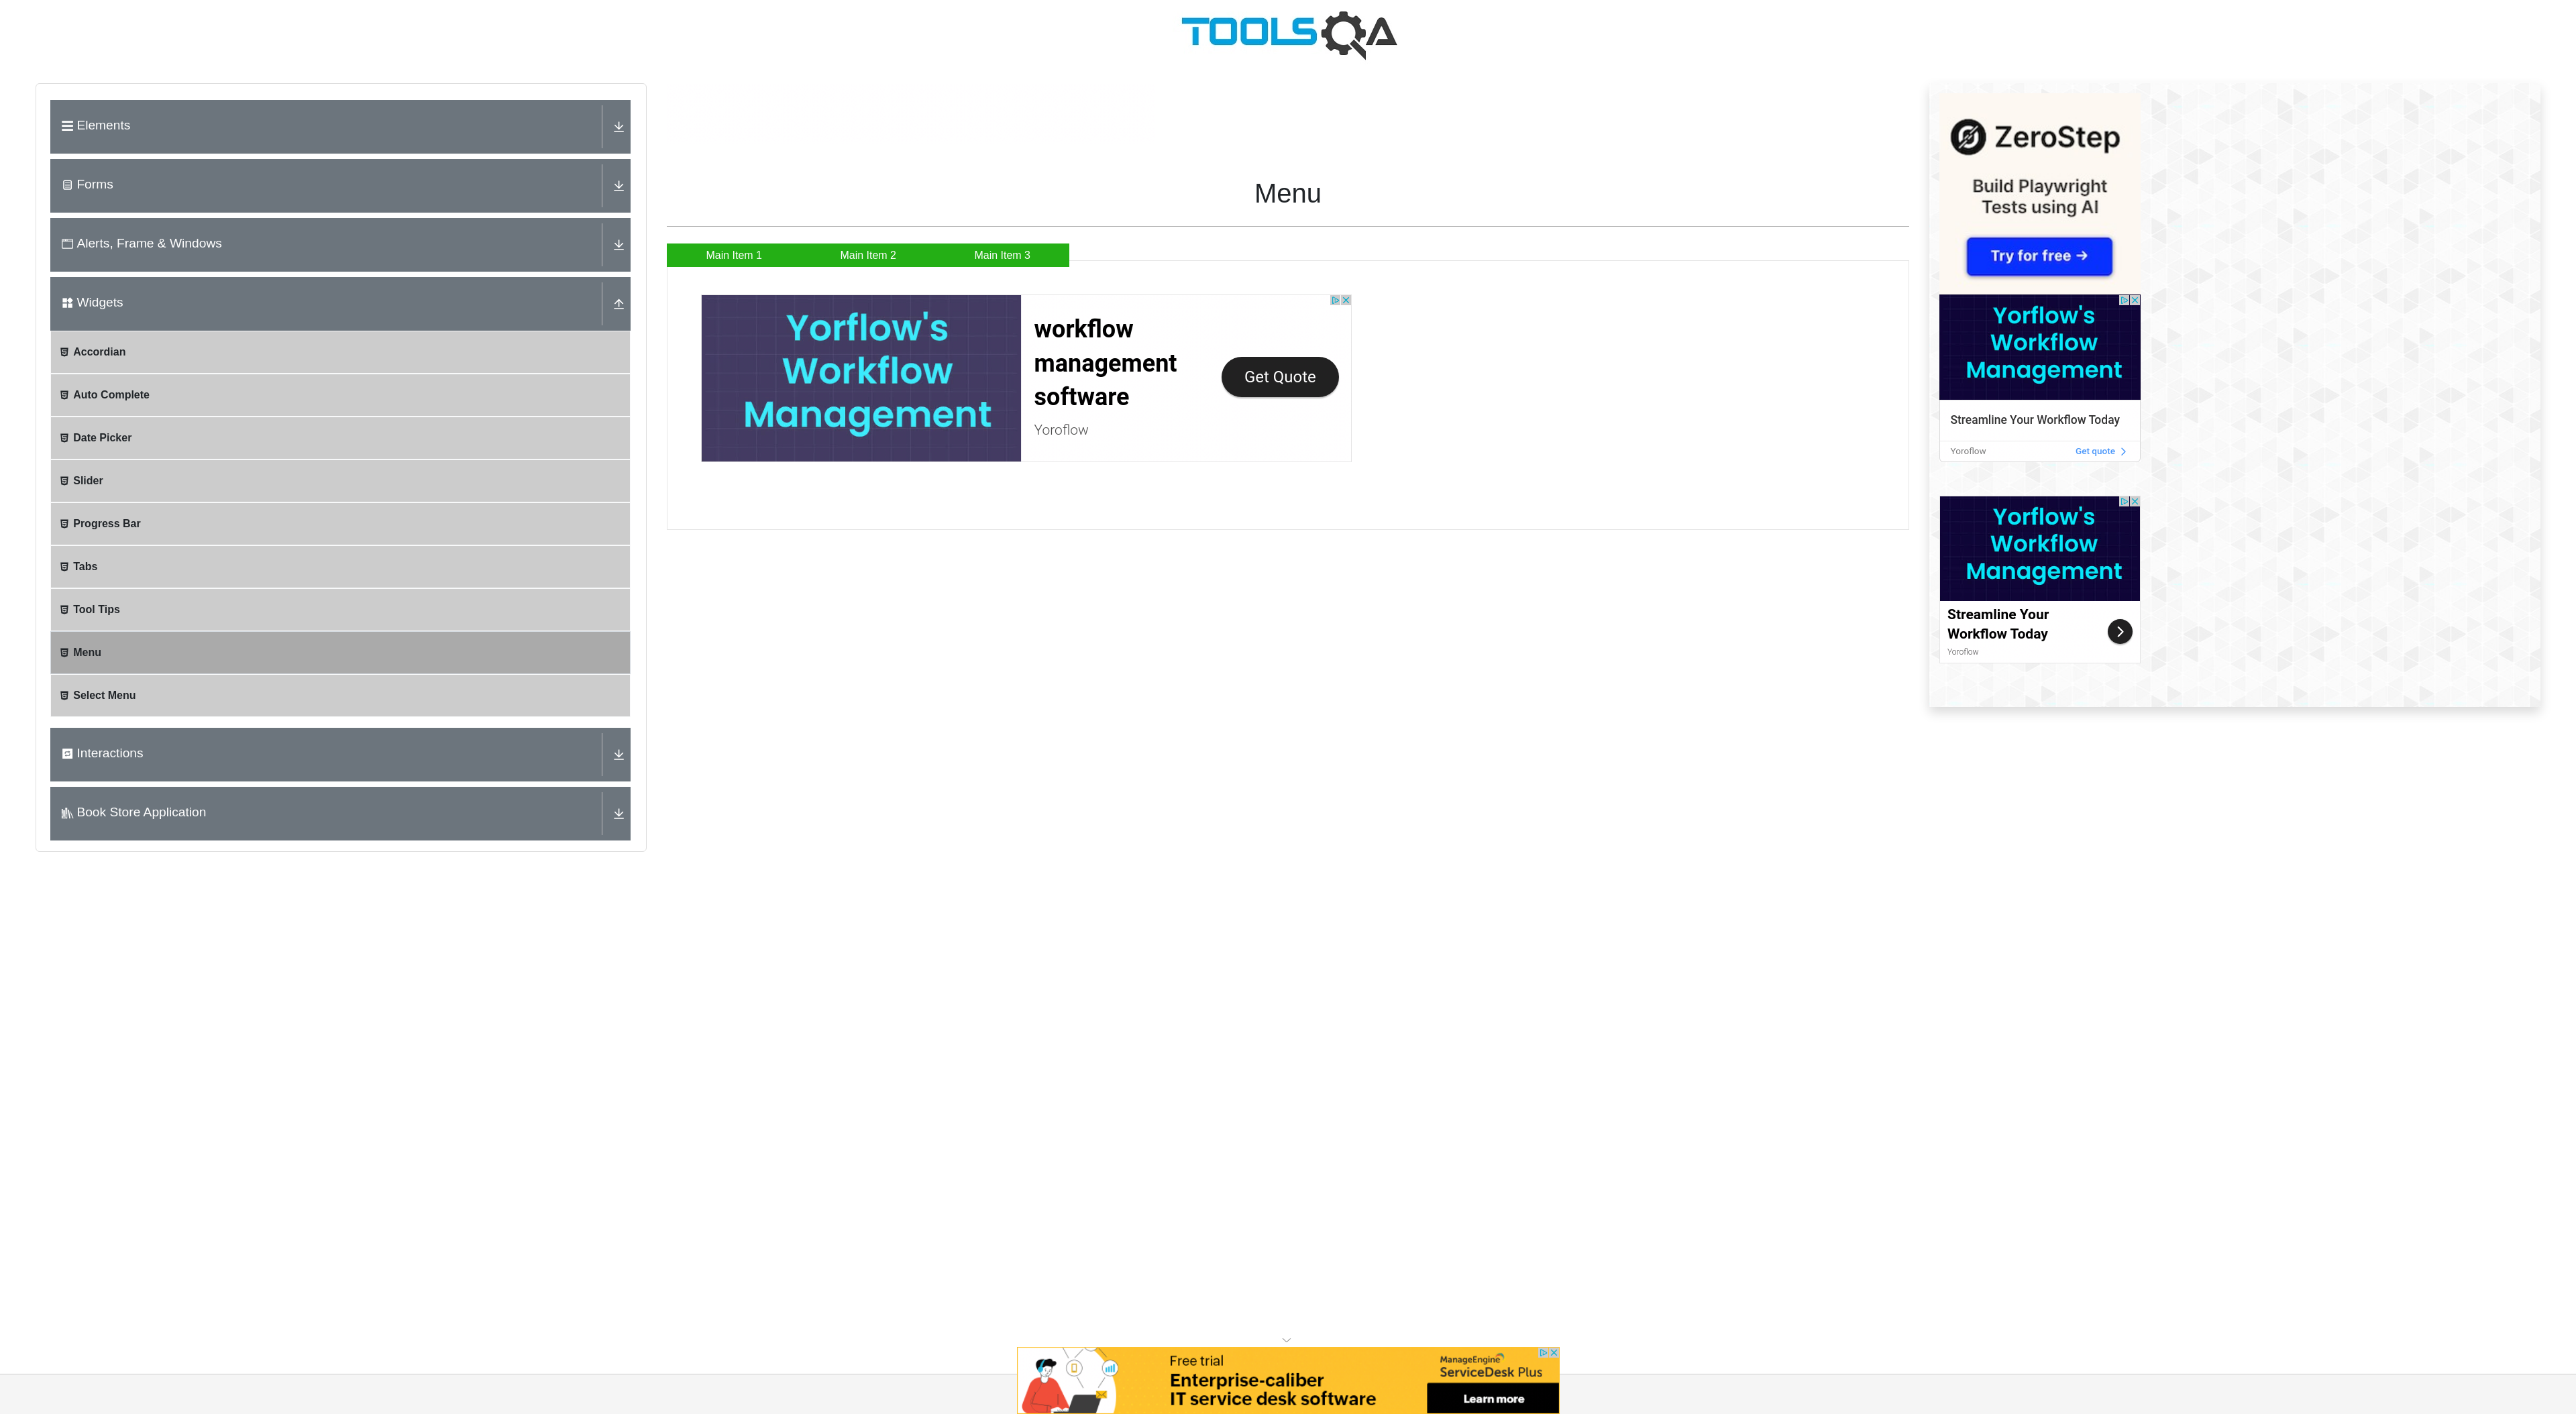 TOOLSQA
Elements
Forms
Alerts, Frame & Windows
Widgets
Accordian
Auto Complete
Date Picker
Slider
Progress Bar
Tabs
Tool Tips
Menu
Select Menu
Interactions
Book Store Application
Menu
Main Item 1
Main Item 2
Main Item 3
Yorflow's
Workflow
Management
workflow
management
software
Yoroflow
Get Quote
ZeroStep
Build Playwright
Tests using AI
Try for free →
Yorflow's
Workflow
Management
Streamline Your Workflow Today
Yoroflow
Get quote
Yorflow's
Workflow
Management
Streamline Your
Workflow Today
Yoroflow
Free trial
Enterprise-caliber
IT service desk software
ManageEngine
ServiceDesk Plus
Learn more